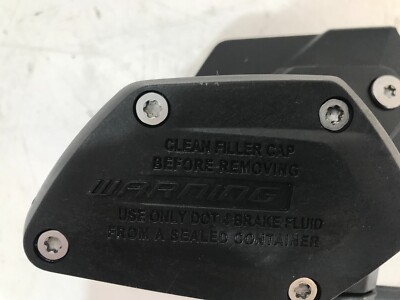 CLEAN FILLER CAP
BEFORE REMOVING
WARNING
USE ONLY DOT 4 BRAKE FLUID
FROM A SEALED CONTAINER